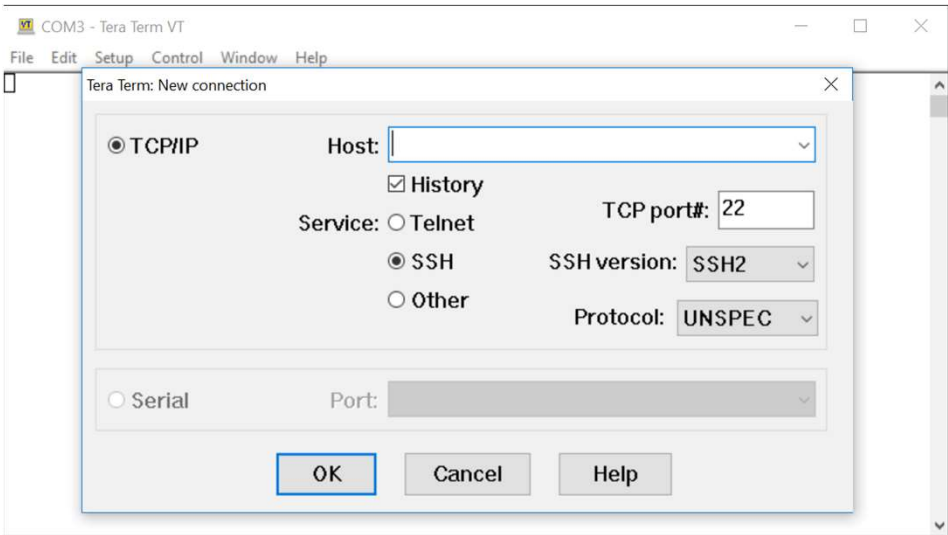 COM3 - Tera Term VT
File Edit Setup Control Window Help
Tera Term: New connection
TCP/IP Host:
History
Service: Telnet TCP port#: 22
SSH SSH version: SSH2
Other Protocol: UNSPEC
Serial Port:
OK Cancel Help